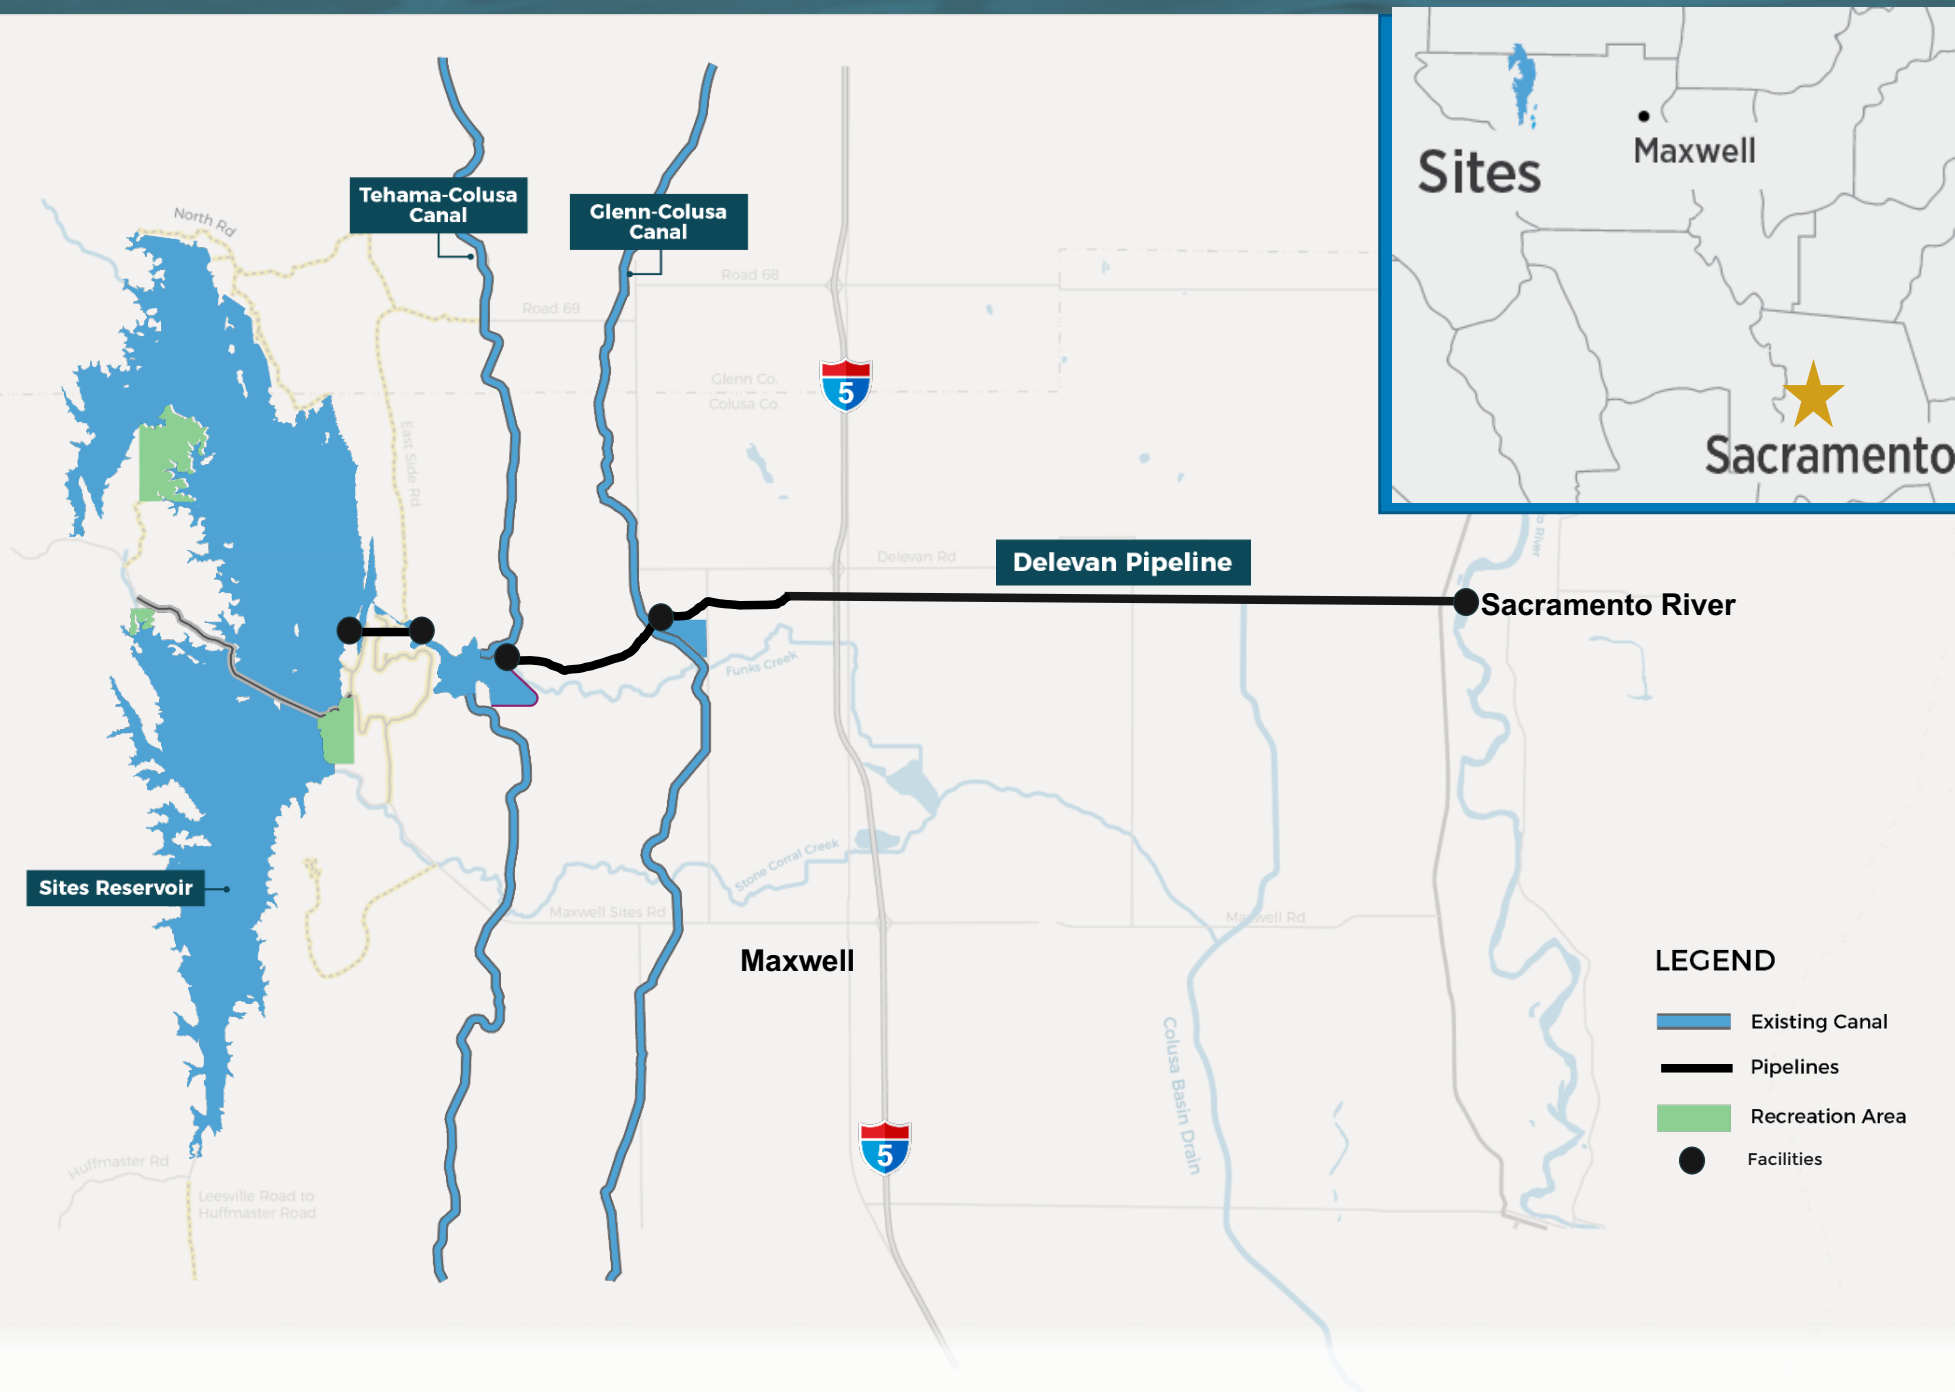 Sites
Maxwell
Sacramento
North Rd
Tehama-Colusa
Canal
Glenn-Colusa
Canal
Road 68
Road 69
Glenn Co.
Colusa Co.
5
East Side Rd
Delevan Rd
Delevan Pipeline
Sacramento River
o River
Funks Creek
Stone Corral Creek
Sites Reservoir
Maxwell Sites Rd
Maxwell Rd
Maxwell
Colusa Basin Drain
5
Huffmaster Rd
Leesville Road to
Huffmaster Road
LEGEND
Existing Canal
Pipelines
Recreation Area
Facilities